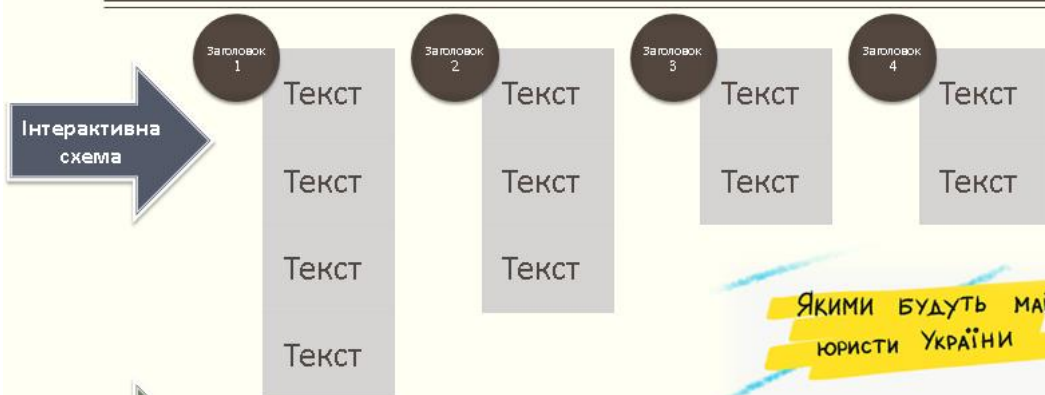 Заголовок
1
Заголовок
2
Заголовок
3
Заголовок
4
Інтерактивна
схема
Текст
Текст
Текст
Текст
Текст
Текст
Текст
Текст
Текст
Текст
Текст
ЯКИМИ БУДУТЬ
ЮРИСТИ УКРАЇНИ